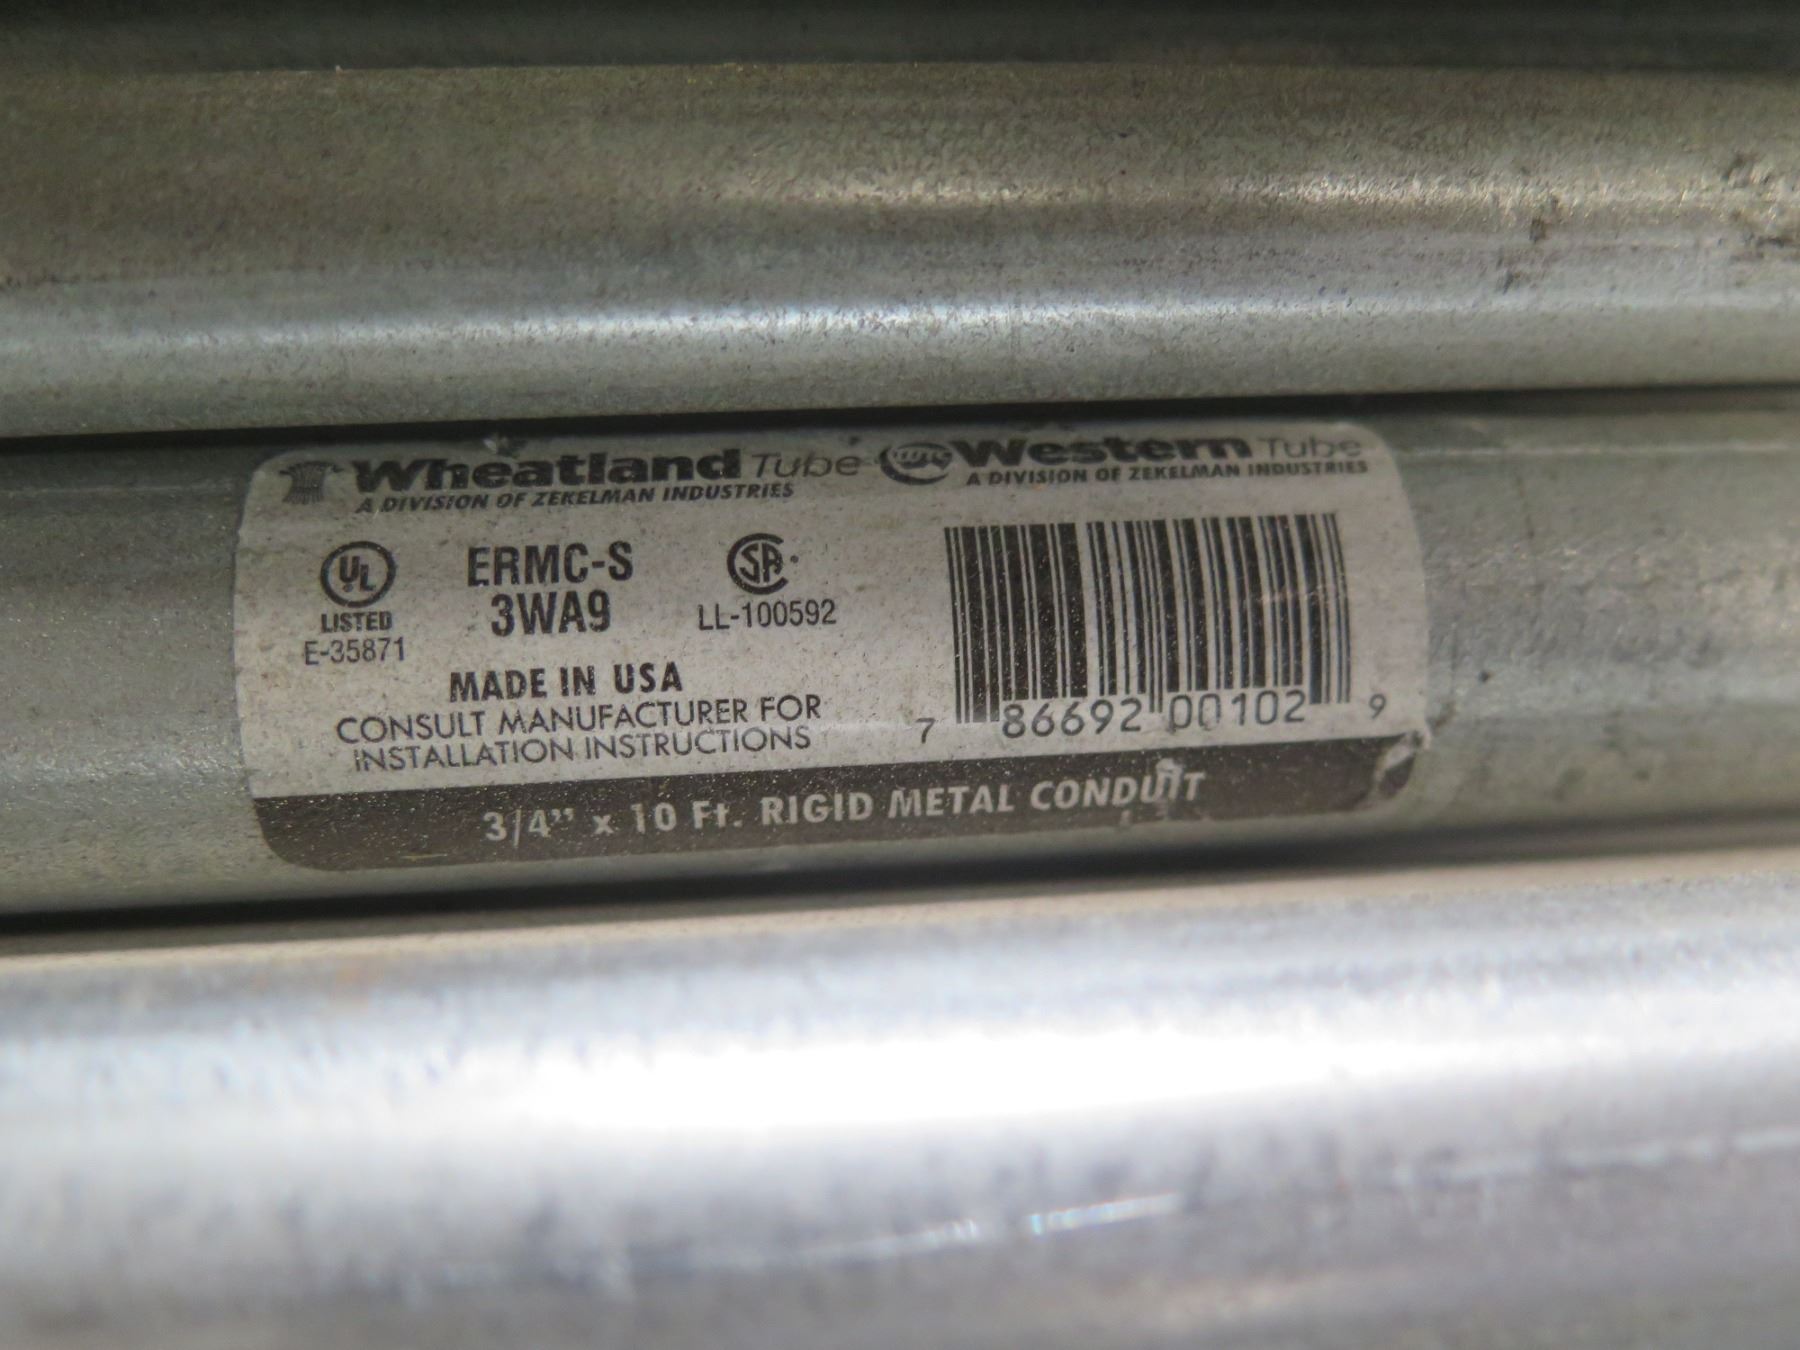 Wheatland Tube
A DIVISION OF ZEKELMAN INDUSTRIES
WTC Western Tube
A DIVISION OF ZEKELMAN INDUSTRIES
UL
LISTED
E-35871
ERMC-S
3WA9
SA
LL-100592
MADE IN USA
CONSULT MANUFACTURER FOR
INSTALLATION INSTRUCTIONS
7 86692 00102 9
3/4" x 10 Ft. RIGID METAL CONDUIT